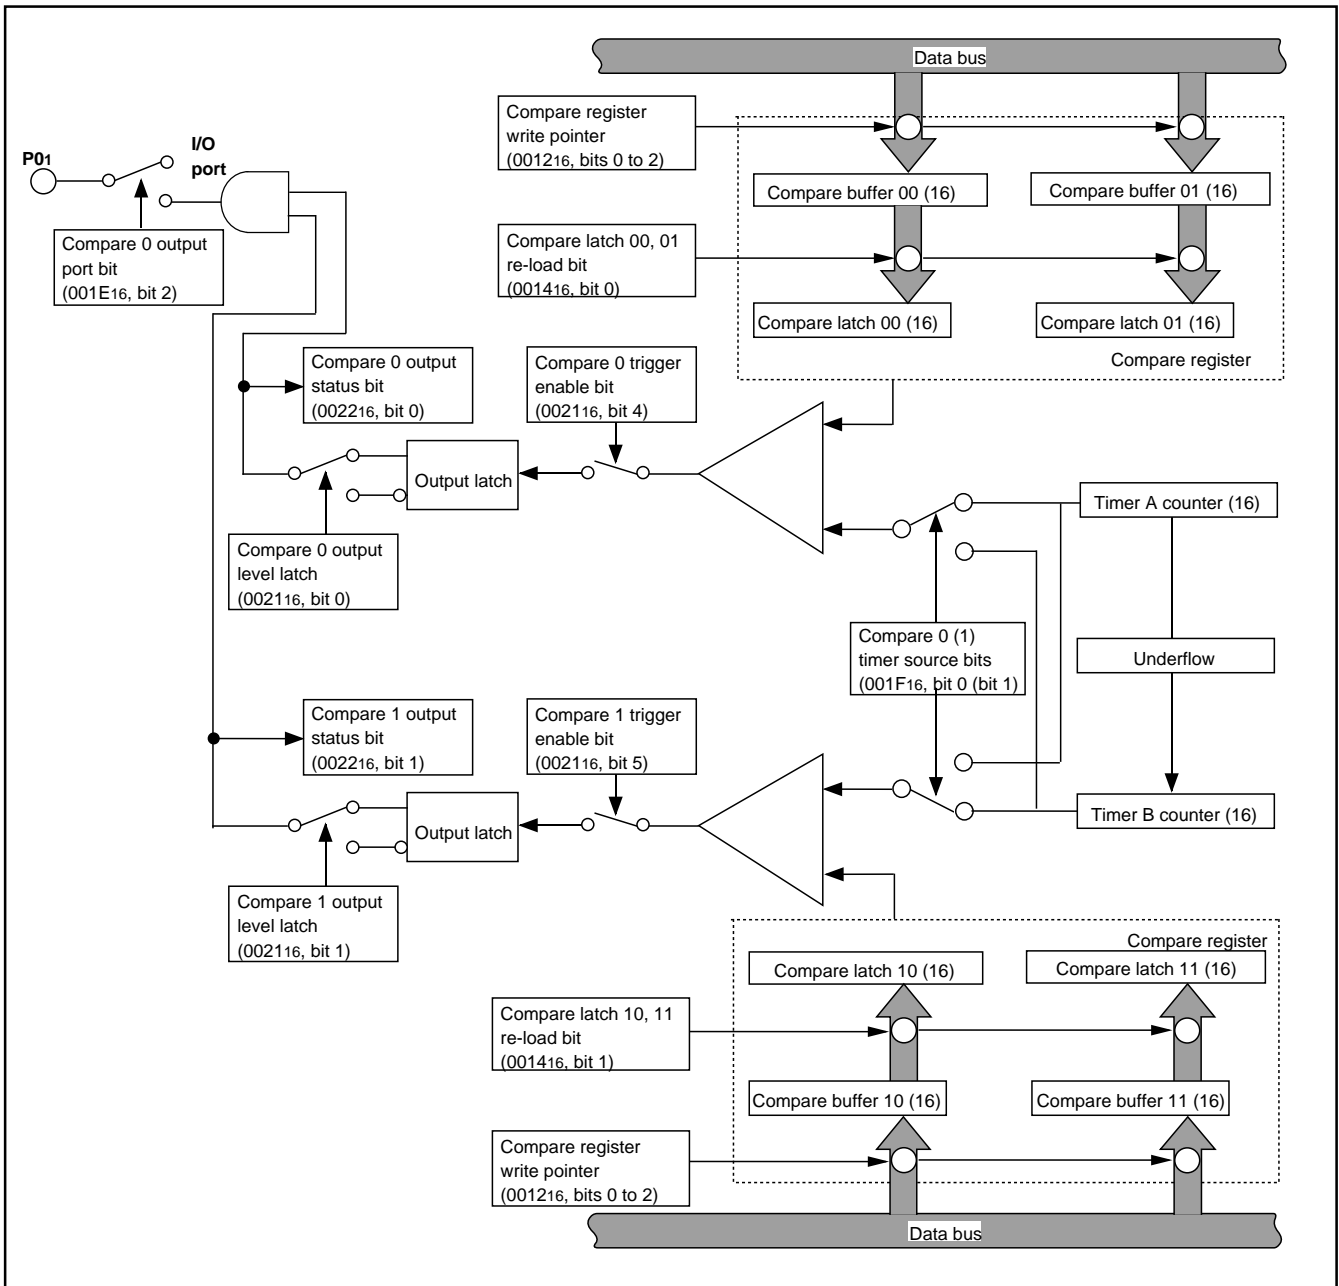 Data bus
Compare register
write pointer
(001216, bits 0 to 2)
P01
I/O
port
Compare buffer 00 (16)
Compare buffer 01 (16)
Compare 0 output
port bit
(001E16, bit 2)
Compare latch 00, 01
re-load bit
(001416, bit 0)
Compare latch 00 (16)
Compare latch 01 (16)
Compare register
Compare 0 output
status bit
(002216, bit 0)
Compare 0 trigger
enable bit
(002116, bit 4)
Output latch
Timer A counter (16)
Compare 0 output
level latch
(002116, bit 0)
Compare 0 (1)
timer source bits
(001F16, bit 0 (bit 1)
Underflow
Compare 1 output
status bit
(002216, bit 1)
Compare 1 trigger
enable bit
(002116, bit 5)
Output latch
Timer B counter (16)
Compare 1 output
level latch
(002116, bit 1)
Compare register
Compare latch 10 (16)
Compare latch 11 (16)
Compare latch 10, 11
re-load bit
(001416, bit 1)
Compare buffer 10 (16)
Compare buffer 11 (16)
Compare register
write pointer
(001216, bits 0 to 2)
Data bus